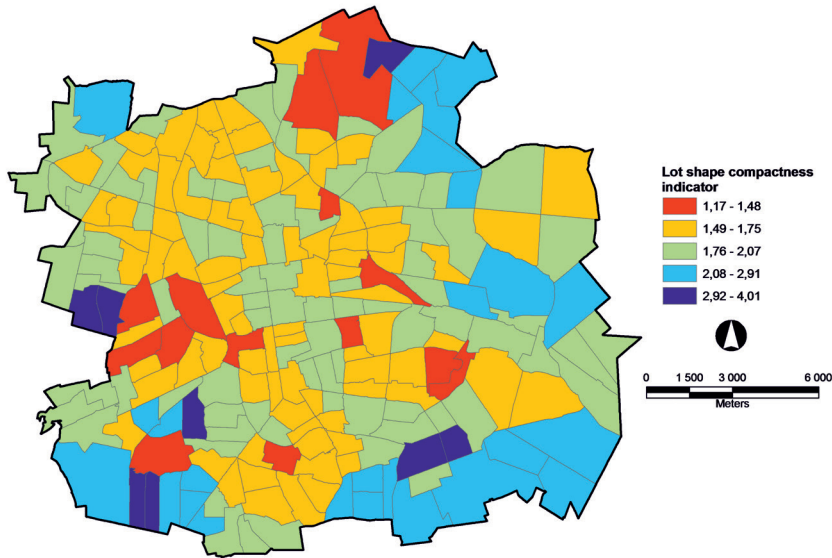 Lot shape compactness
indicator
1,17 - 1,48
1,49 - 1,75
1,76 - 2,07
2,08 - 2,91
2,92 - 4,01
0 1 500 3 000 6 000
Meters